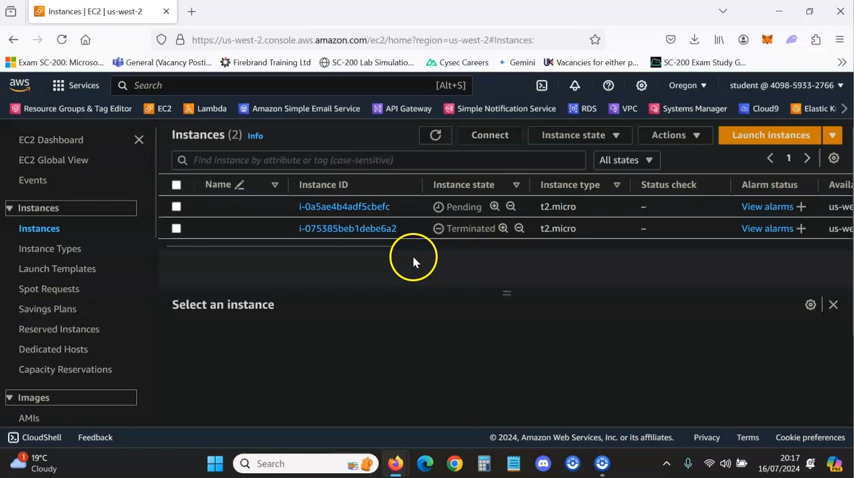 Instances | EC2 | us-west-2
https://us-west-2.console.aws.amazon.com/ec2/home?region=us-west-2#Instances:
Exam SC-200: Microso... General (Vacancy Posti... Firebrand Training Ltd SC-200 Lab Simulatio... Cysec Careers Gemini Vacancies for either p... SC-200 Exam Study G...
aws Services Search [Alt+S] Oregon student @ 4098-5933-2766
Resource Groups & Tag Editor EC2 Lambda Amazon Simple Email Service API Gateway Simple Notification Service RDS VPC Systems Manager Cloud9 Elastic K
EC2 Dashboard
EC2 Global View
Events
Instances
Instances
Instance Types
Launch Templates
Spot Requests
Savings Plans
Reserved Instances
Dedicated Hosts
Capacity Reservations
Images
AMIs
Instances (2) Info Connect Instance state Actions Launch instances
Find Instance by attribute or tag (case-sensitive) All states 1
Name Instance ID Instance state Instance type Status check Alarm status Availa
i-0a5ae4b4adf5cbefc Pending t2.micro – View alarms + us-we
i-075385beb1debe6a2 Terminated t2.micro – View alarms + us-we
Select an instance
CloudShell Feedback © 2024, Amazon Web Services, Inc. or its affiliates. Privacy Terms Cookie preferences
1 19°C
Cloudy
Search
20:17
16/07/2024